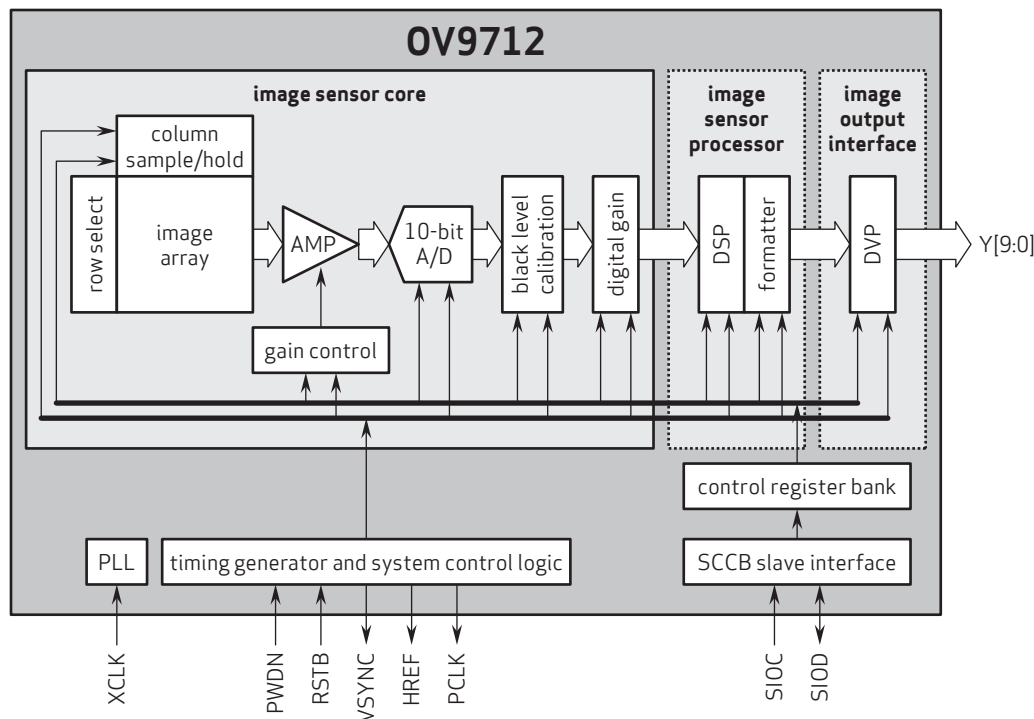 OV9712
image sensor core
image
sensor
processor
image
output
interface
column
sample/hold
row select
image
array
AMP
10-bit
A/D
black level
calibration
digital gain
DSP
formatter
DVP
Y[9:0]
gain control
control register bank
PLL
timing generator and system control logic
SCCB slave interface
XCLK
PWDN
RSTB
VSYNC
HREF
PCLK
SIOC
SIOD